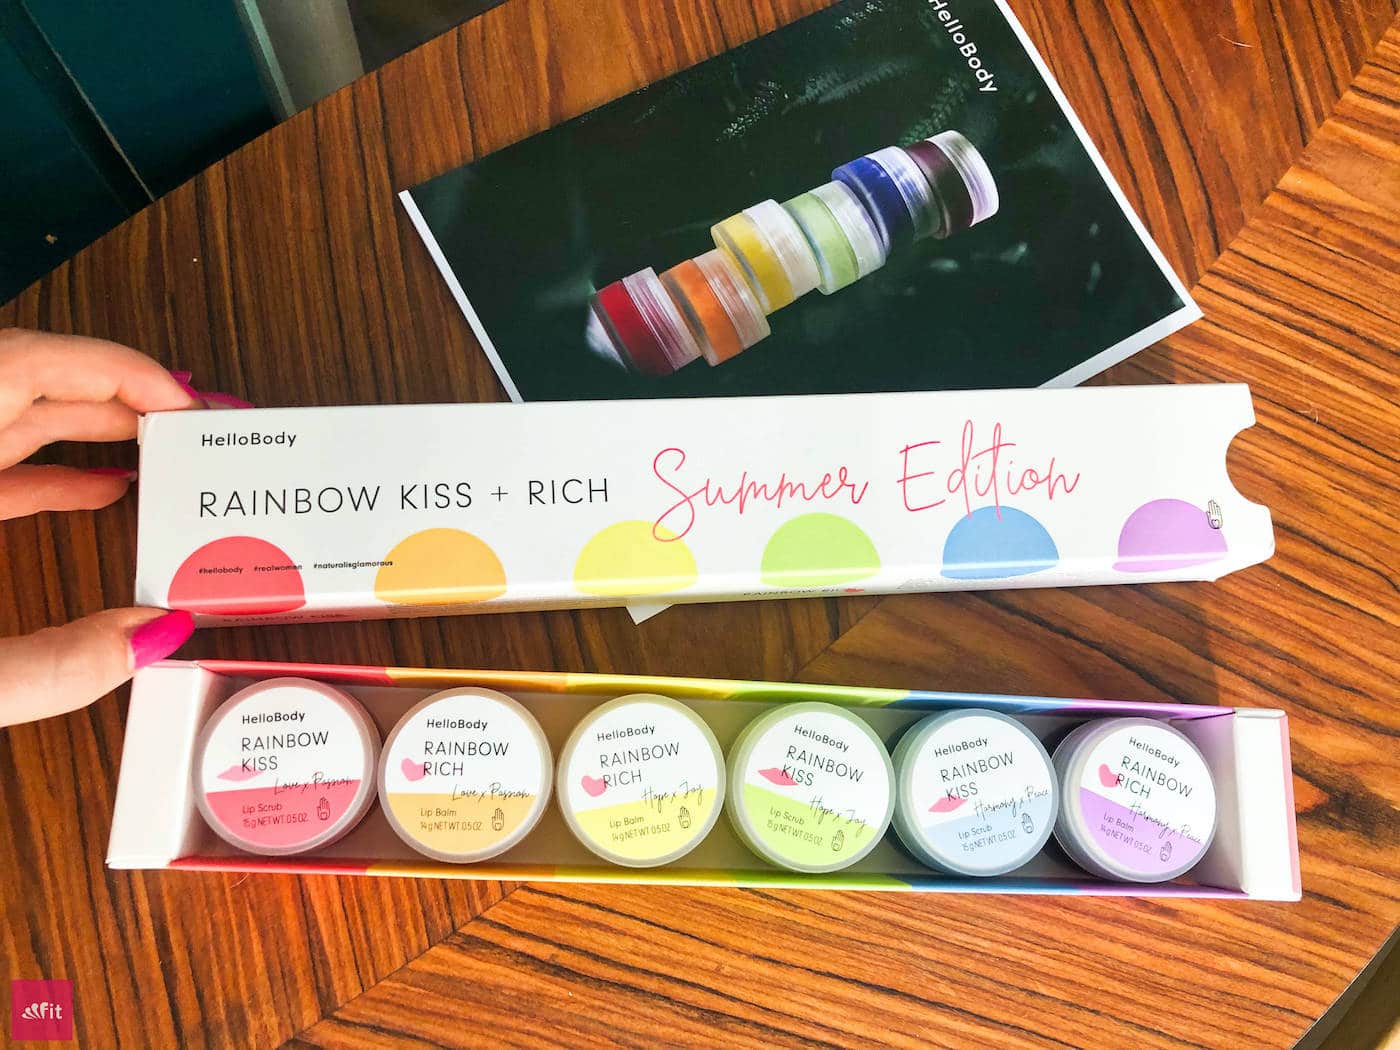 HelloBody
HelloBody
RAINBOW KISS + RICH
Summer Edition
#hellobody #realwomen #naturalisglamorous
RAINBOW KISS
HelloBody
RAINBOW
KISS
Love x Passion
Lip Scrub
15g NET WT. 0.5 OZ.
HelloBody
RAINBOW
RICH
Love x Passion
Lip Balm
14g NET WT. 0.5 OZ.
HelloBody
RAINBOW
RICH
Hope x Joy
Lip Balm
14g NET WT. 0.5 OZ.
HelloBody
RAINBOW
KISS
Hope x Joy
Lip Scrub
15g NET WT. 0.5 OZ.
HelloBody
RAINBOW
KISS
Harmony x Peace
Lip Scrub
15g NET WT. 0.5 OZ.
HelloBody
RAINBOW
RICH
Harmony x Peace
Lip Balm
14g NET WT. 0.5 OZ.
fit